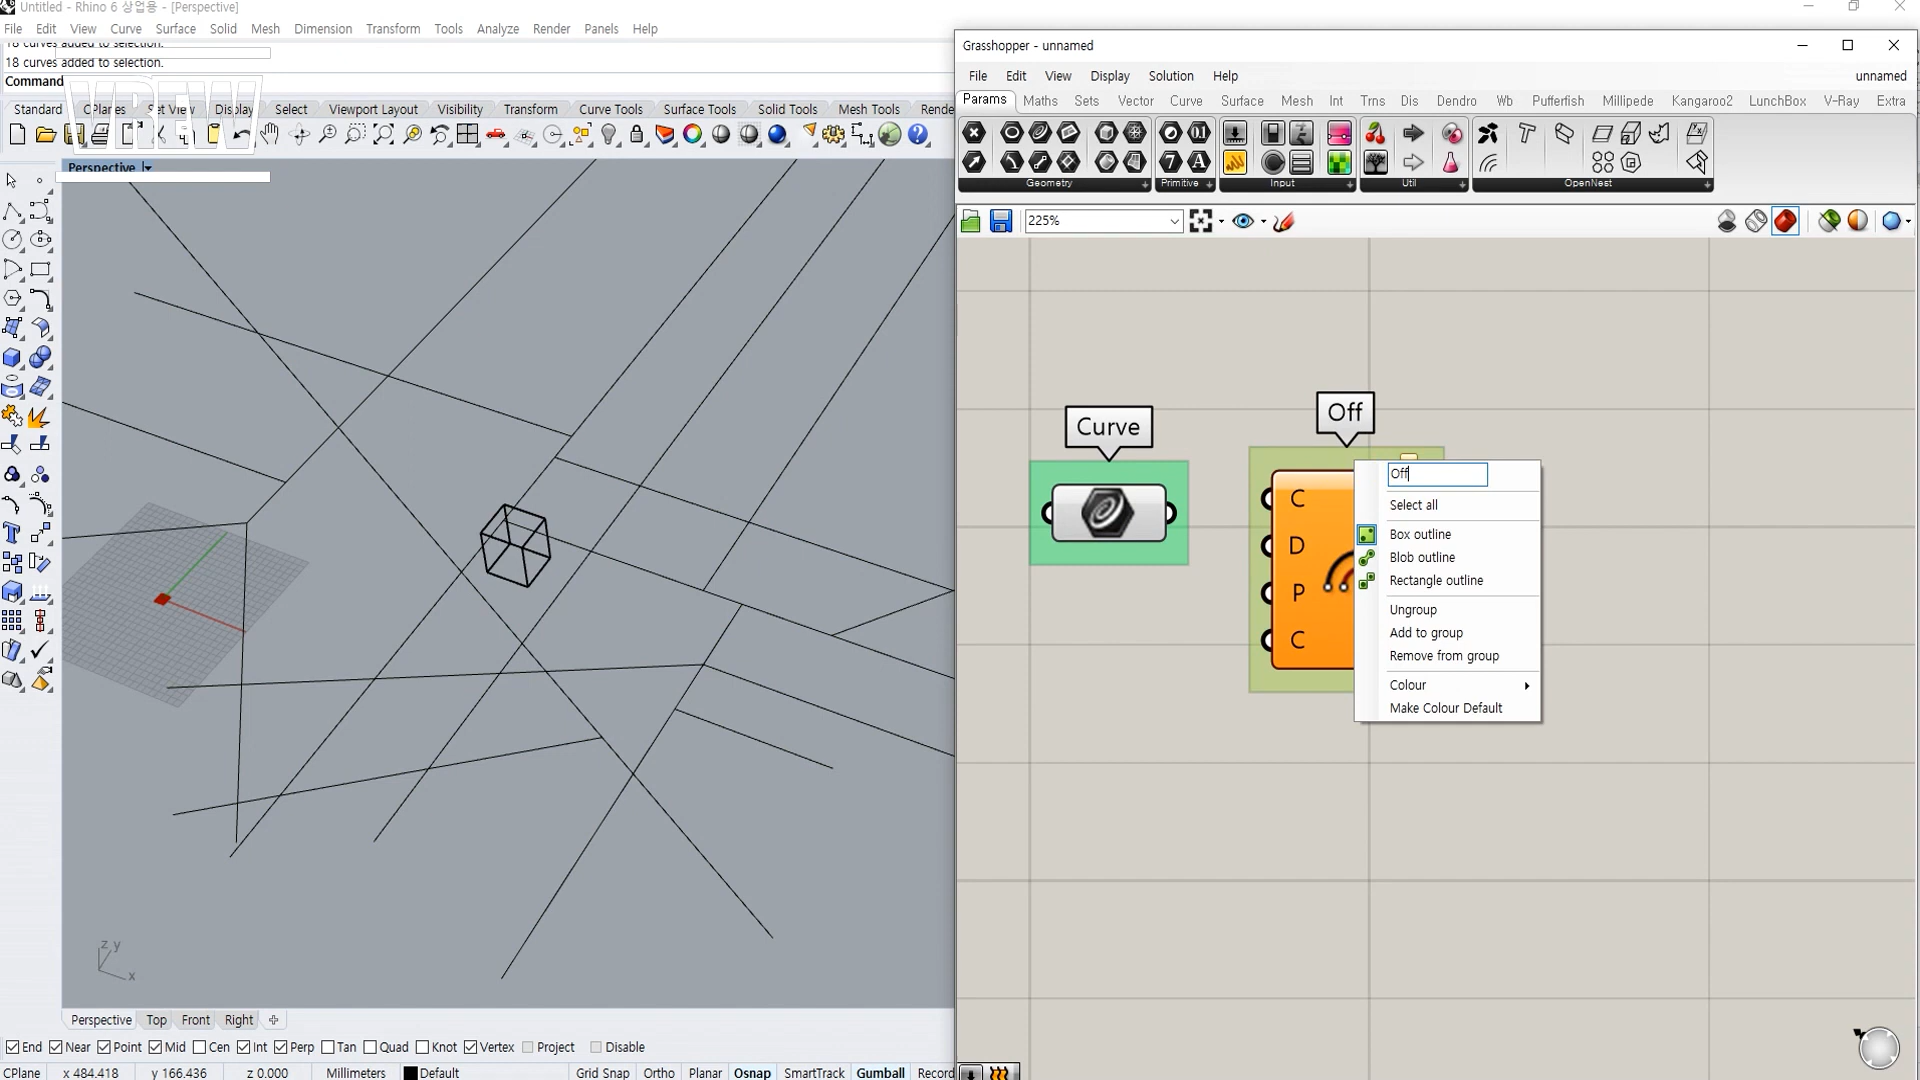 Untitled - Rhino 6 상업용 - [Perspective]
File Edit View Curve Surface Solid Mesh Dimension Transform Tools Analyze Render Panels Help
18 curves added to selection.
18 curves added to selection.
Command
VREW
Standard CPlanes Set View Display Select Viewport Layout Visibility Transform Curve Tools Surface Tools Solid Tools Mesh Tools Rende
Perspective
z y
x
Perspective Top Front Right
End Near Point Mid Cen Int Perp Tan Quad Knot Vertex Project Disable
CPlane x 484.418 y 166.436 z 0.000 Millimeters Default Grid Snap Ortho Planar Osnap SmartTrack Gumball Record
Grasshopper - unnamed
File Edit View Display Solution Help unnamed
Params Maths Sets Vector Curve Surface Mesh Int Trns Dis Dendro Wb Pufferfish Millipede Kangaroo2 LunchBox V-Ray Extra
Geometry Primitive Input Util OpenNest
225%
Curve
Off
C
D
P
C
Off
Select all
Box outline
Blob outline
Rectangle outline
Ungroup
Add to group
Remove from group
Colour
Make Colour Default